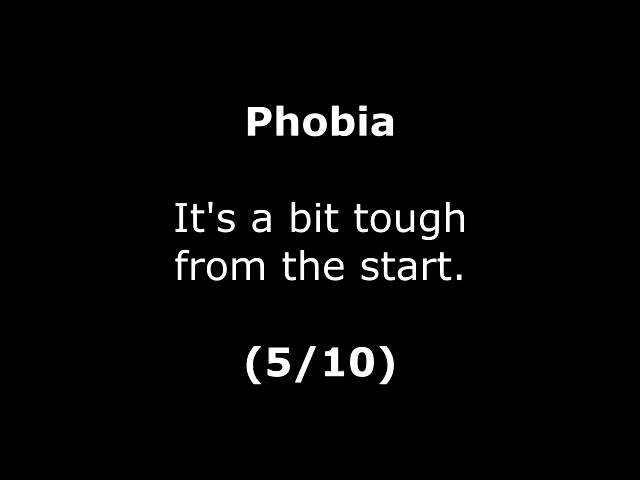 Phobia
It's a bit tough
from the start.
(5/10)